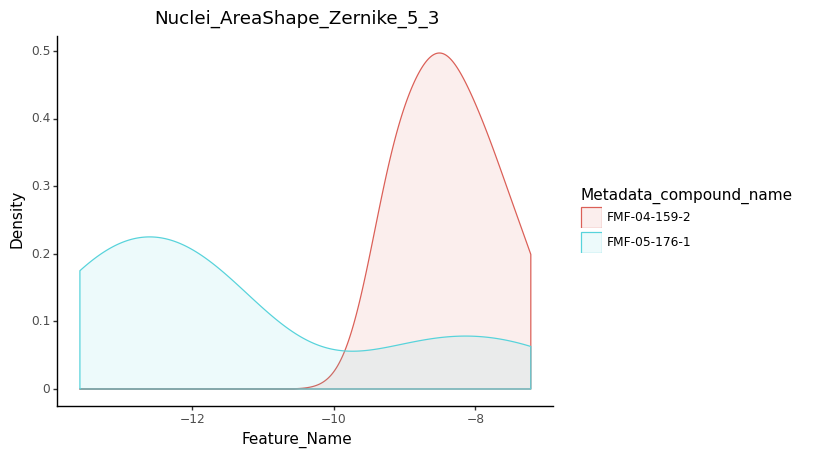 Nuclei_AreaShape_Zernike_5_3
0.5
0.4
0.3
0.2
0.1
0
Density
−12
−10
−8
Feature_Name
Metadata_compound_name
FMF-04-159-2
FMF-05-176-1